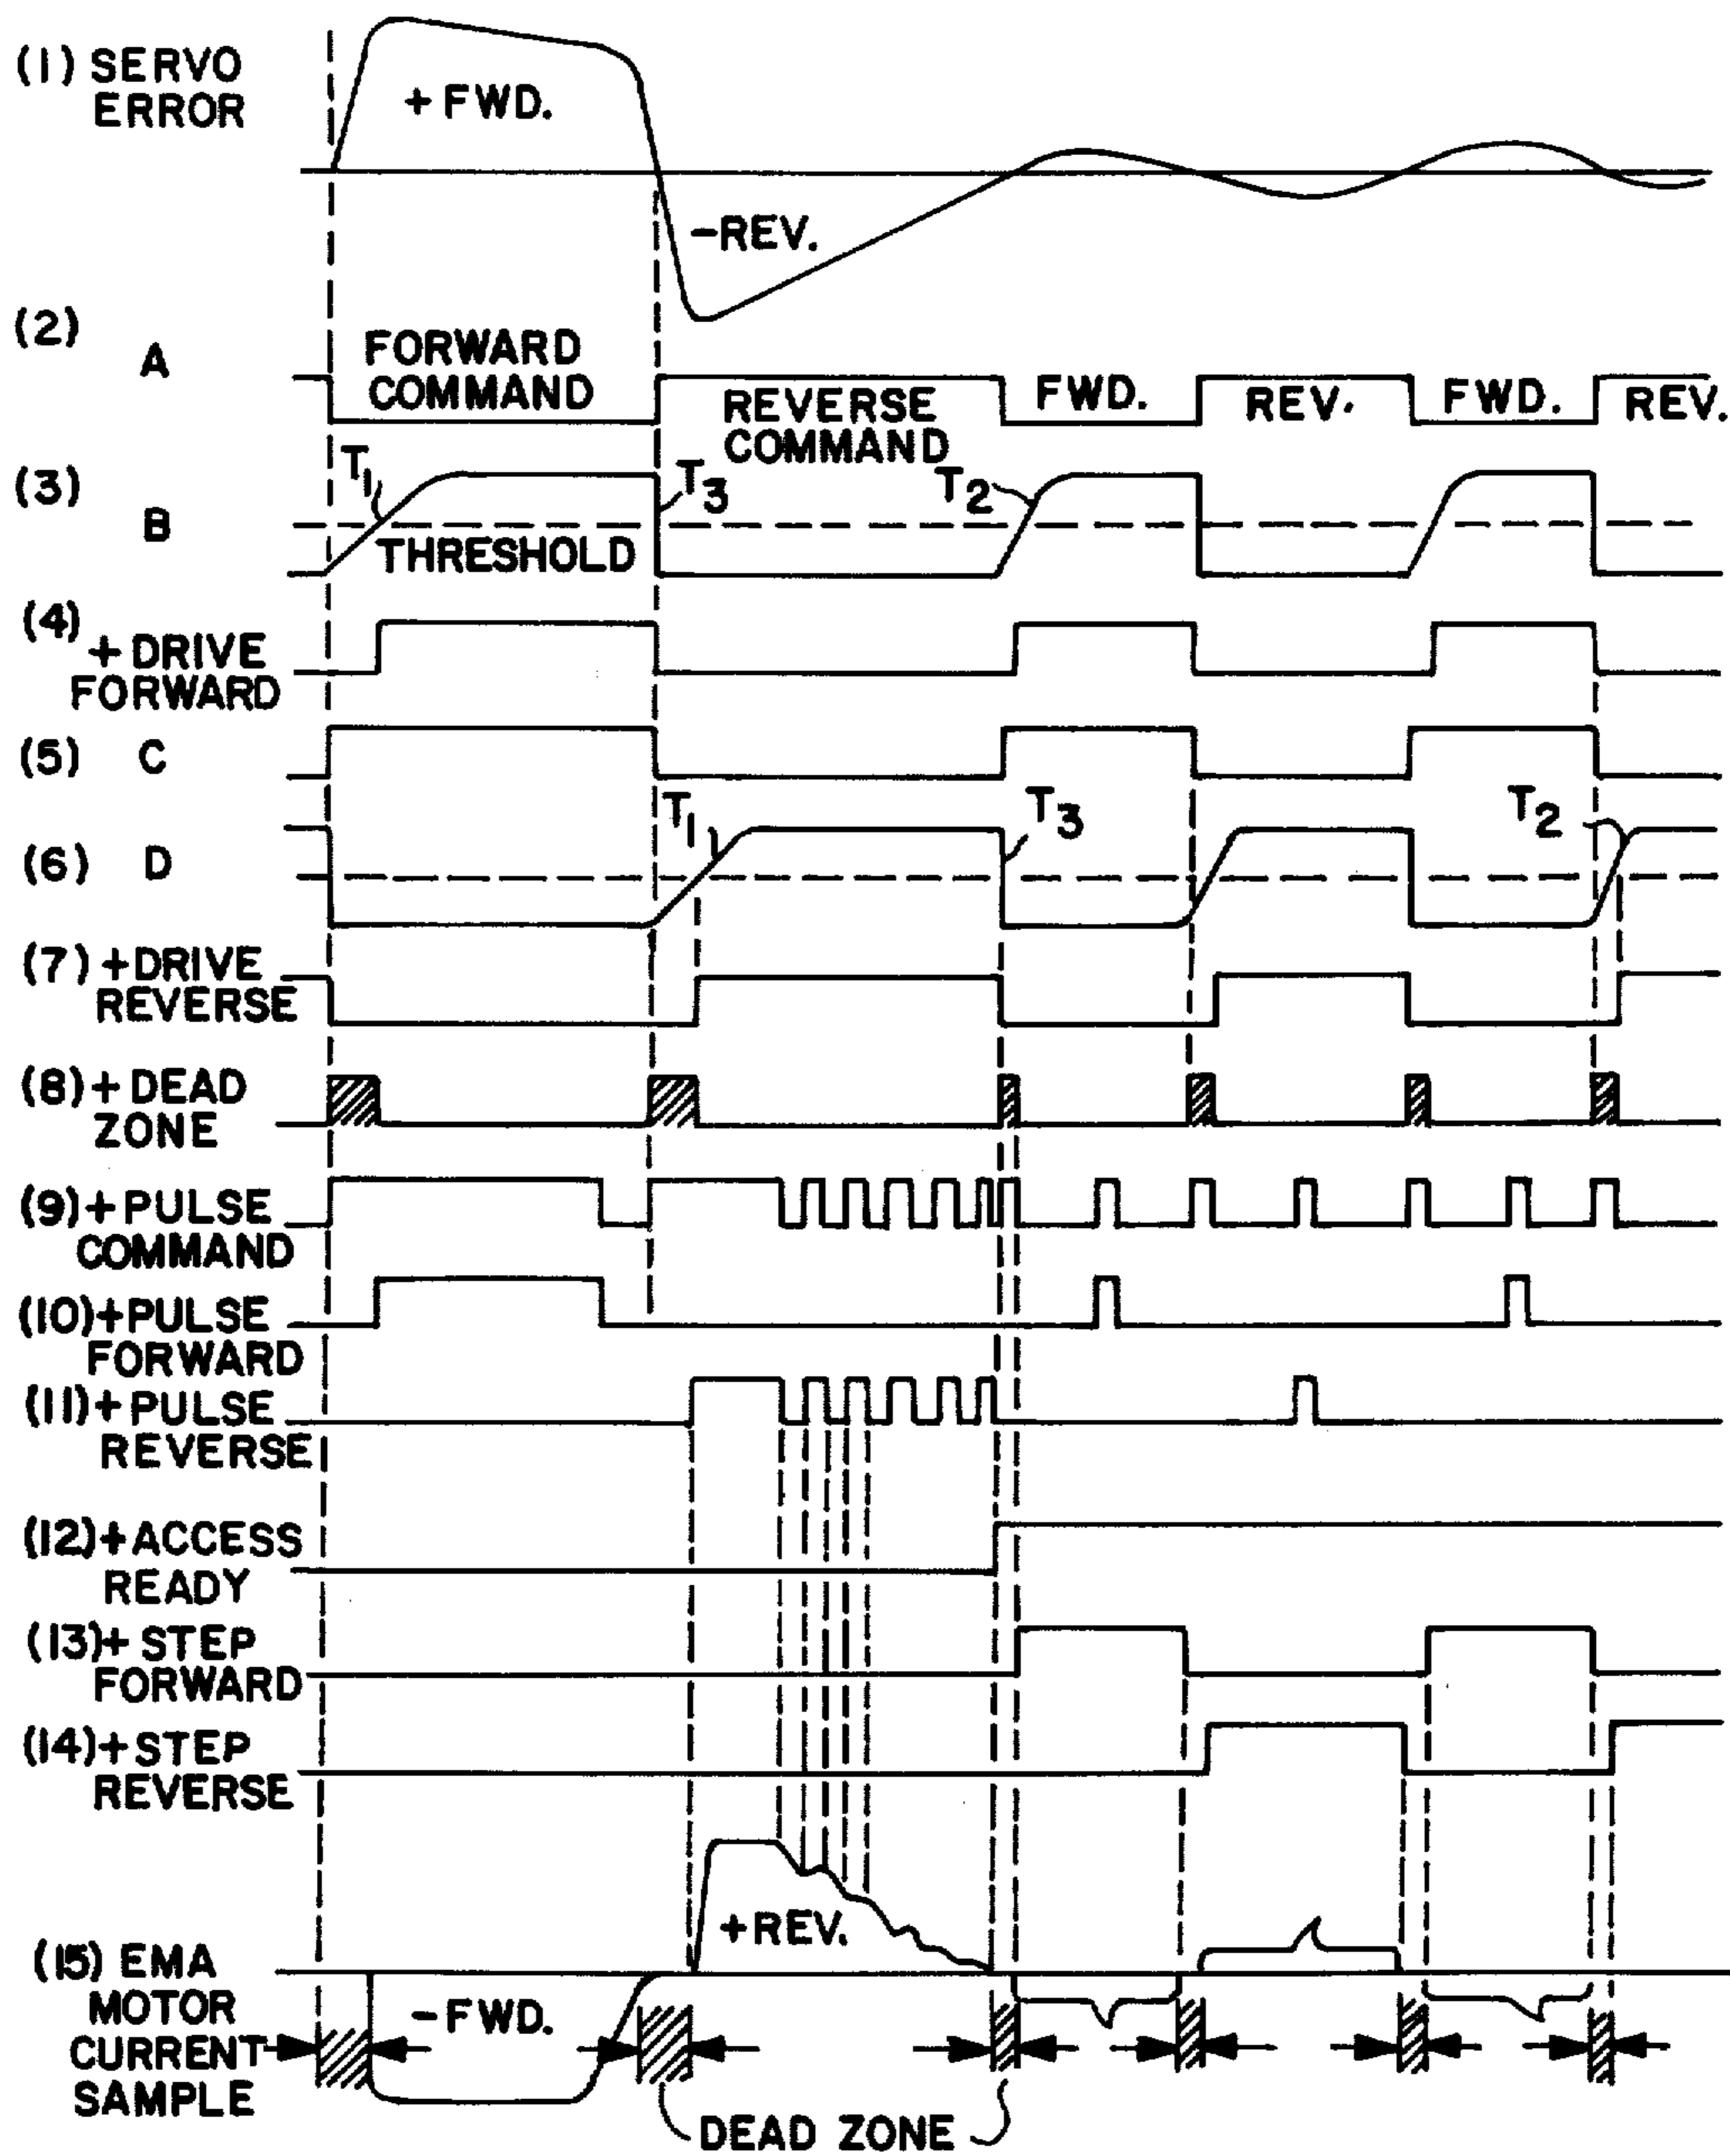 (1) SERVO
ERROR
+ FWD.
-REV.
(2)
A
FORWARD
COMMAND
REVERSE
COMMAND
FWD.
REV.
FWD.
REV.
(3)
B
T1
T3
T2
THRESHOLD
(4)
+ DRIVE
FORWARD
(5) C
T1
T3
T2
(6) D
(7) +DRIVE
REVERSE
(8) + DEAD
ZONE
(9) + PULSE
COMMAND
(10)+PULSE
FORWARD
(11)+PULSE
REVERSE
(12)+ACCESS
READY
(13)+ STEP
FORWARD
(14)+STEP
REVERSE
+REV.
(15) EMA
MOTOR
CURRENT
SAMPLE
-FWD.
DEAD ZONE